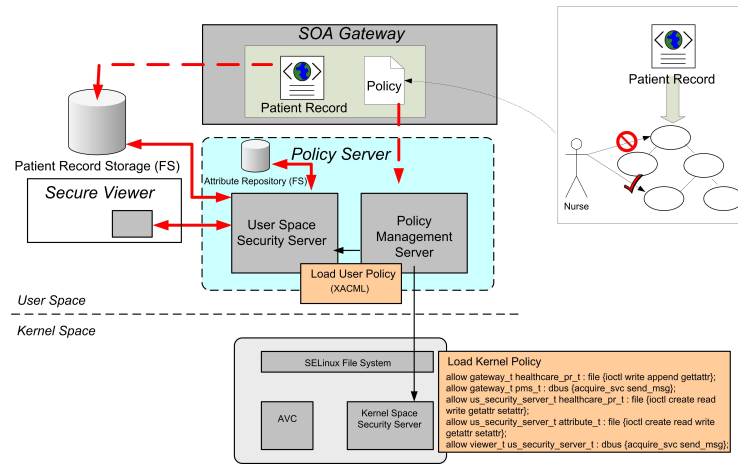 SOA Gateway
Patient Record
Policy
Patient Record
Nurse
Patient Record Storage (FS)
Policy Server
Attribute Repository (FS)
Secure Viewer
User Space
Security Server
Policy
Management
Server
Load User Policy
(XACML)
User Space
Kernel Space
SELinux File System
AVC
Kernel Space
Security Server
Load Kernel Policy
allow gateway_t healthcare_pr_t : file {ioctl write append gettattr};
allow gateway_t pms_t : dbus {acquire_svc send_msg};
allow us_security_server_t healthcare_pr_t : file {ioctl create read
write getattr setattr};
allow us_security_server_t attribute_t : file {ioctl create read write
getattr setattr};
allow viewer_t us_security_server_t : dbus {acquire_svc send_msg};